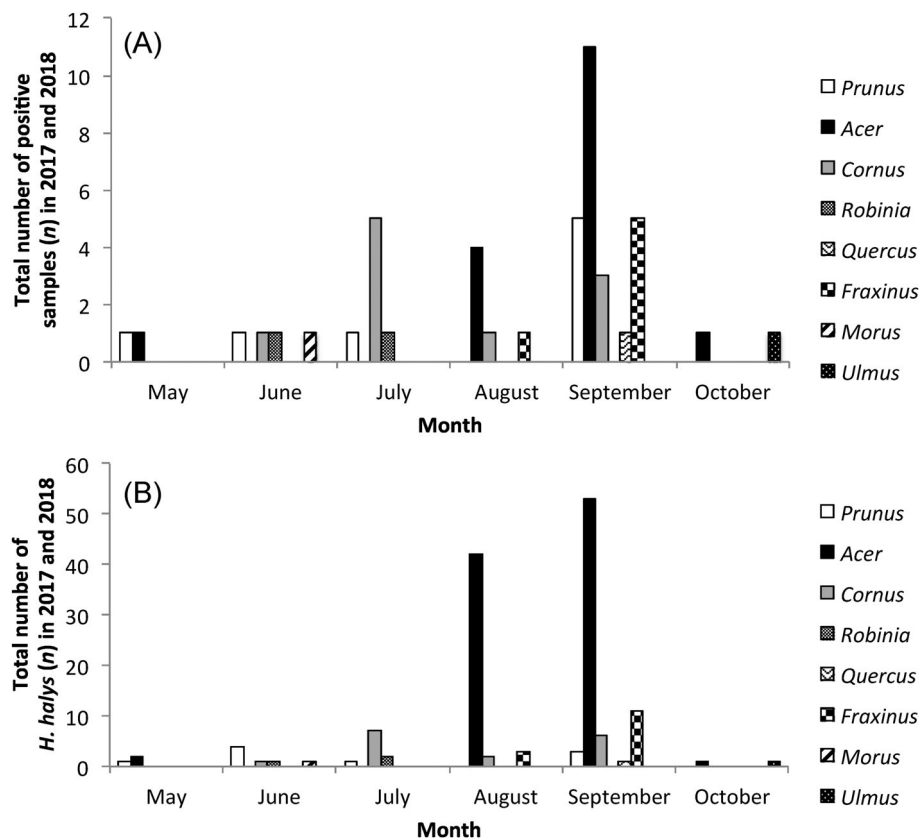 (A)
Total number of positive
samples (n) in 2017 and 2018
12
10
8
6
4
2
0
May June July August September October
Month
Prunus
Acer
Cornus
Robinia
Quercus
Fraxinus
Morus
Ulmus
(B)
Total number of
H. halys (n) in 2017 and 2018
60
50
40
30
20
10
0
May June July August September October
Month
Prunus
Acer
Cornus
Robinia
Quercus
Fraxinus
Morus
Ulmus